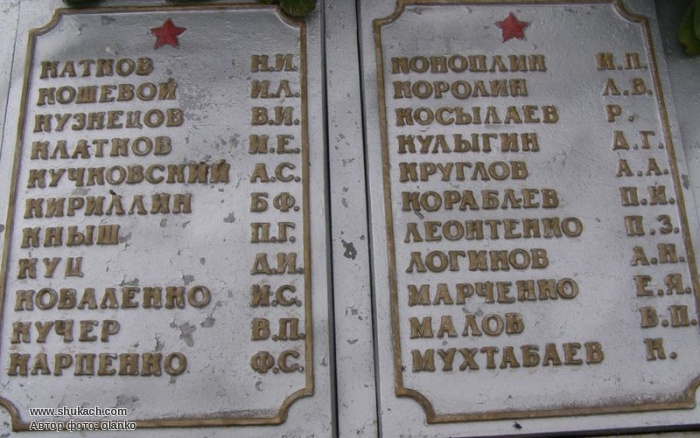 КАТКОВ Н.И.
КОШЕВОЙ И.Л.
КУЗНЕЦОВ В.И.
КЛАТКОВ И.Е.
КУЧКОВСКИЙ А.С.
КИРИЛЛИН Б.Ф.
КНЫШ П.Г.
КУЦ Д.И.
КОВАЛЕНКО И.С.
КУЧЕР В.П.
КАРПЕНКО Ф.С.
КОНОПЛИН И.П.
КОРОЛИН Л.В.
КОСЫЛАЕВ Р.
КУЛЫГИН Д.Г.
КРУГЛОВ А.А.
КОРАБЛЕВ П.И.
ЛЕОНТЕНКО П.З.
ЛОГИНОВ А.Н.
МАРЧЕНКО Е.Я.
МАЛОВ В.П.
МУХТАБАЕВ Н.
www.shukach.com
Автор фото: olanko